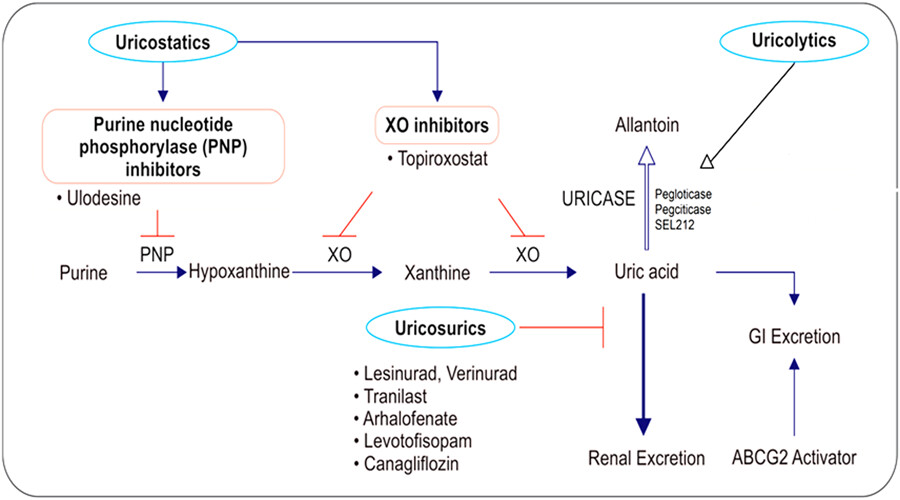 Uricostatics
Uricolytics
Purine nucleotide
phosphorylase (PNP)
inhibitors
• Ulodesine
XO inhibitors
• Topiroxostat
Allantoin
URICASE
Pegloticase
Pegciticase
SEL212
PNP
XO
XO
Purine
Hypoxanthine
Xanthine
Uric acid
Uricosurics
• Lesinurad, Verinurad
• Tranilast
• Arhalofenate
• Levotofisopam
• Canagliflozin
GI Excretion
Renal Excretion
ABCG2 Activator